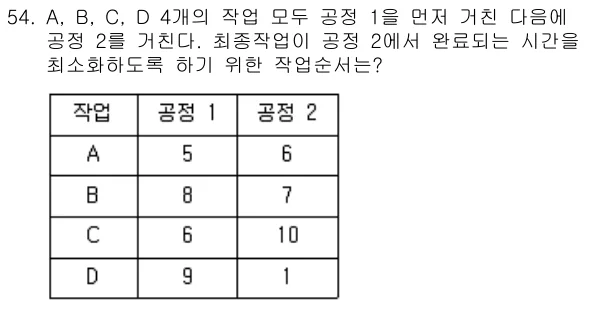 54. A, B, C, D 4개의 작업 모두 공정 1을 먼저 거친 다음에
공정 2를 거친다. 최종작업이 공정 2에서 완료되는 시간을
최소화하도록 하기 위한 작업순서는?
작업 공정 1 공정 2
A 5 6
B 8 7
C 6 10
D 9 1